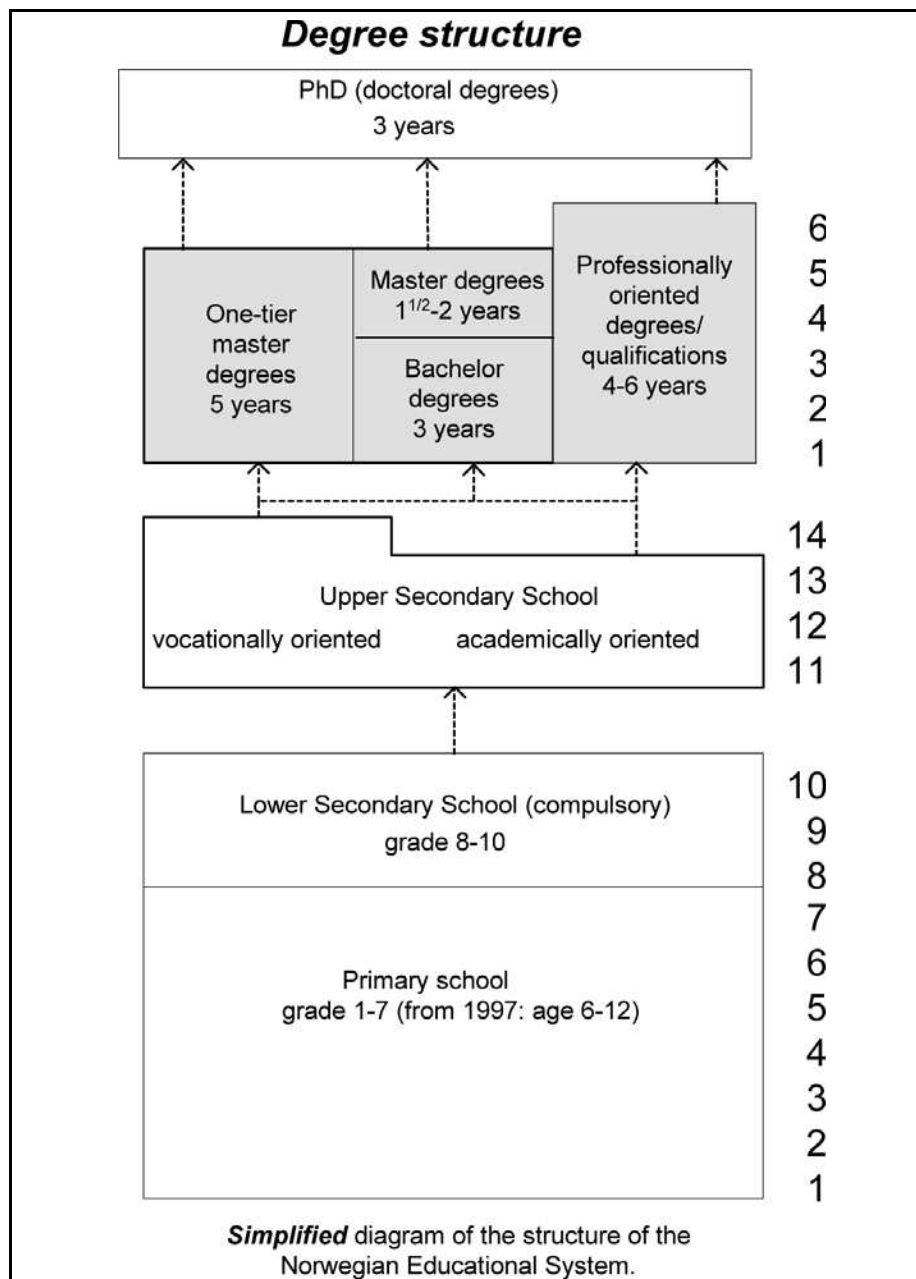 Degree structure
PhD (doctoral degrees)
3 years
One-tier
master
degrees
5 years
Master degrees
1^1/2-2 years
Bachelor
degrees
3 years
Professionally
oriented
degrees/
qualifications
4-6 years
6
5
4
3
2
1
Upper Secondary School
vocationally oriented academically oriented
14
13
12
11
Lower Secondary School (compulsory)
grade 8-10
10
9
8
Primary school
grade 1-7 (from 1997: age 6-12)
7
6
5
4
3
2
1
Simplified diagram of the structure of the
Norwegian Educational System.